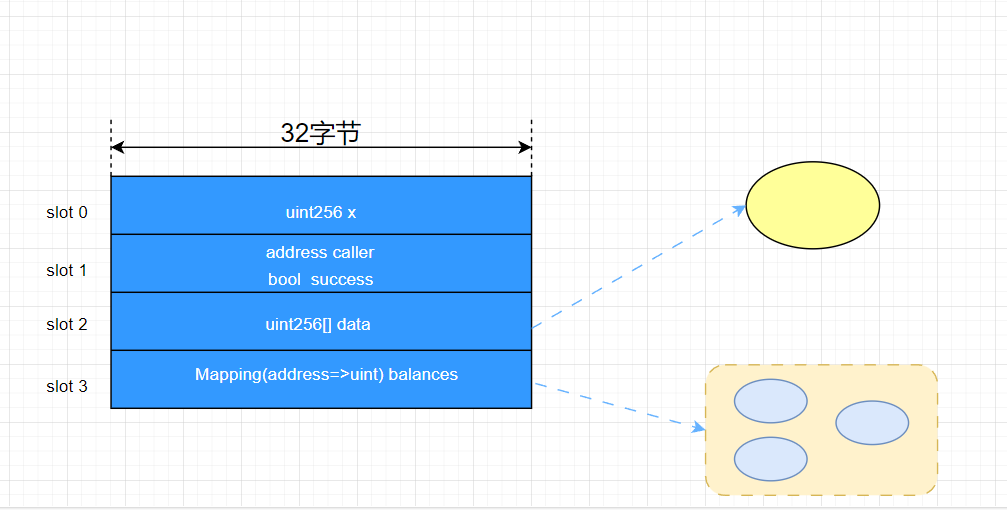 32字节
slot 0
uint256 x
slot 1
address caller
bool  success
slot 2
uint256[] data
slot 3
Mapping(address=>uint) balances